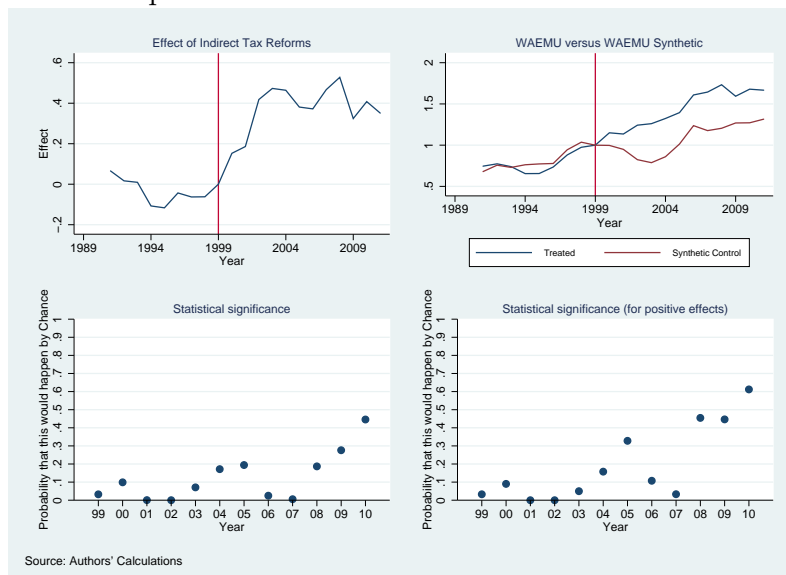 Effect of Indirect Tax Reforms
Effect
-.2 0 .2 .4 .6
1989 1994 1999 2004 2009
Year
WAEMU versus WAEMU Synthetic
.5 1 1.5 2
1989 1994 1999 2004 2009
Year
Treated Synthetic Control
Statistical significance
Probability that this would happen by Chance
0 .1 .2 .3 .4 .5 .6 .7 .8 .9 1
99 00 01 02 03 04 05 06 07 08 09 10
Year
Statistical significance (for positive effects)
Probability that this would happen by Chance
0 .1 .2 .3 .4 .5 .6 .7 .8 .9 1
99 00 01 02 03 04 05 06 07 08 09 10
Year
Source: Authors' Calculations